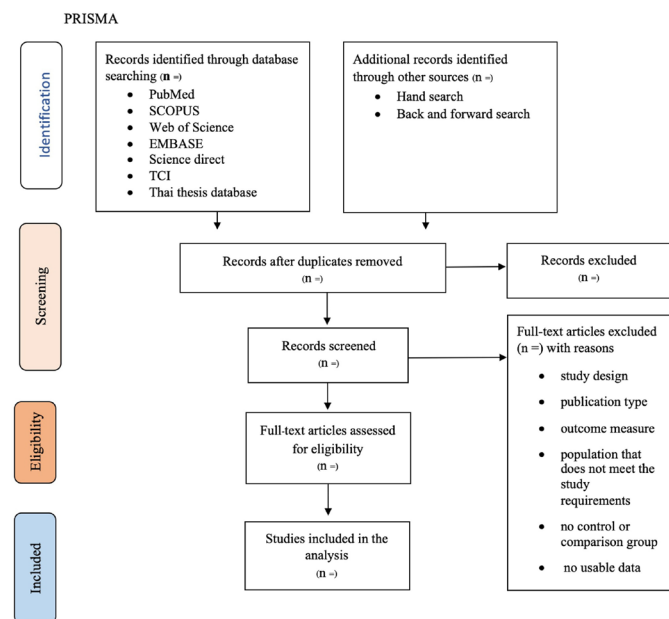 PRISMA
Identification
Records identified through database
searching (n =)
• PubMed
• SCOPUS
• Web of Science
• EMBASE
• Science direct
• TCI
• Thai thesis database
Additional records identified
through other sources (n =)
• Hand search
• Back and forward search
Screening
Records after duplicates removed
(n =)
Records excluded
(n =)
Records screened
(n =)
Full-text articles excluded
(n =) with reasons
• study design
• publication type
• outcome measure
• population that
does not meet the
study
requirements
• no control or
comparison group
• no usable data
Eligibility
Full-text articles assessed
for eligibility
(n =)
Included
Studies included in the
analysis
(n =)